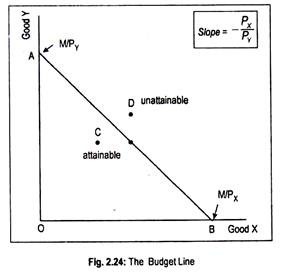 Good Y
Slope = - PX/PY
A
M/PY
D unattainable
C
attainable
M/PX
O
B
Good X
Fig. 2.24: The Budget Line